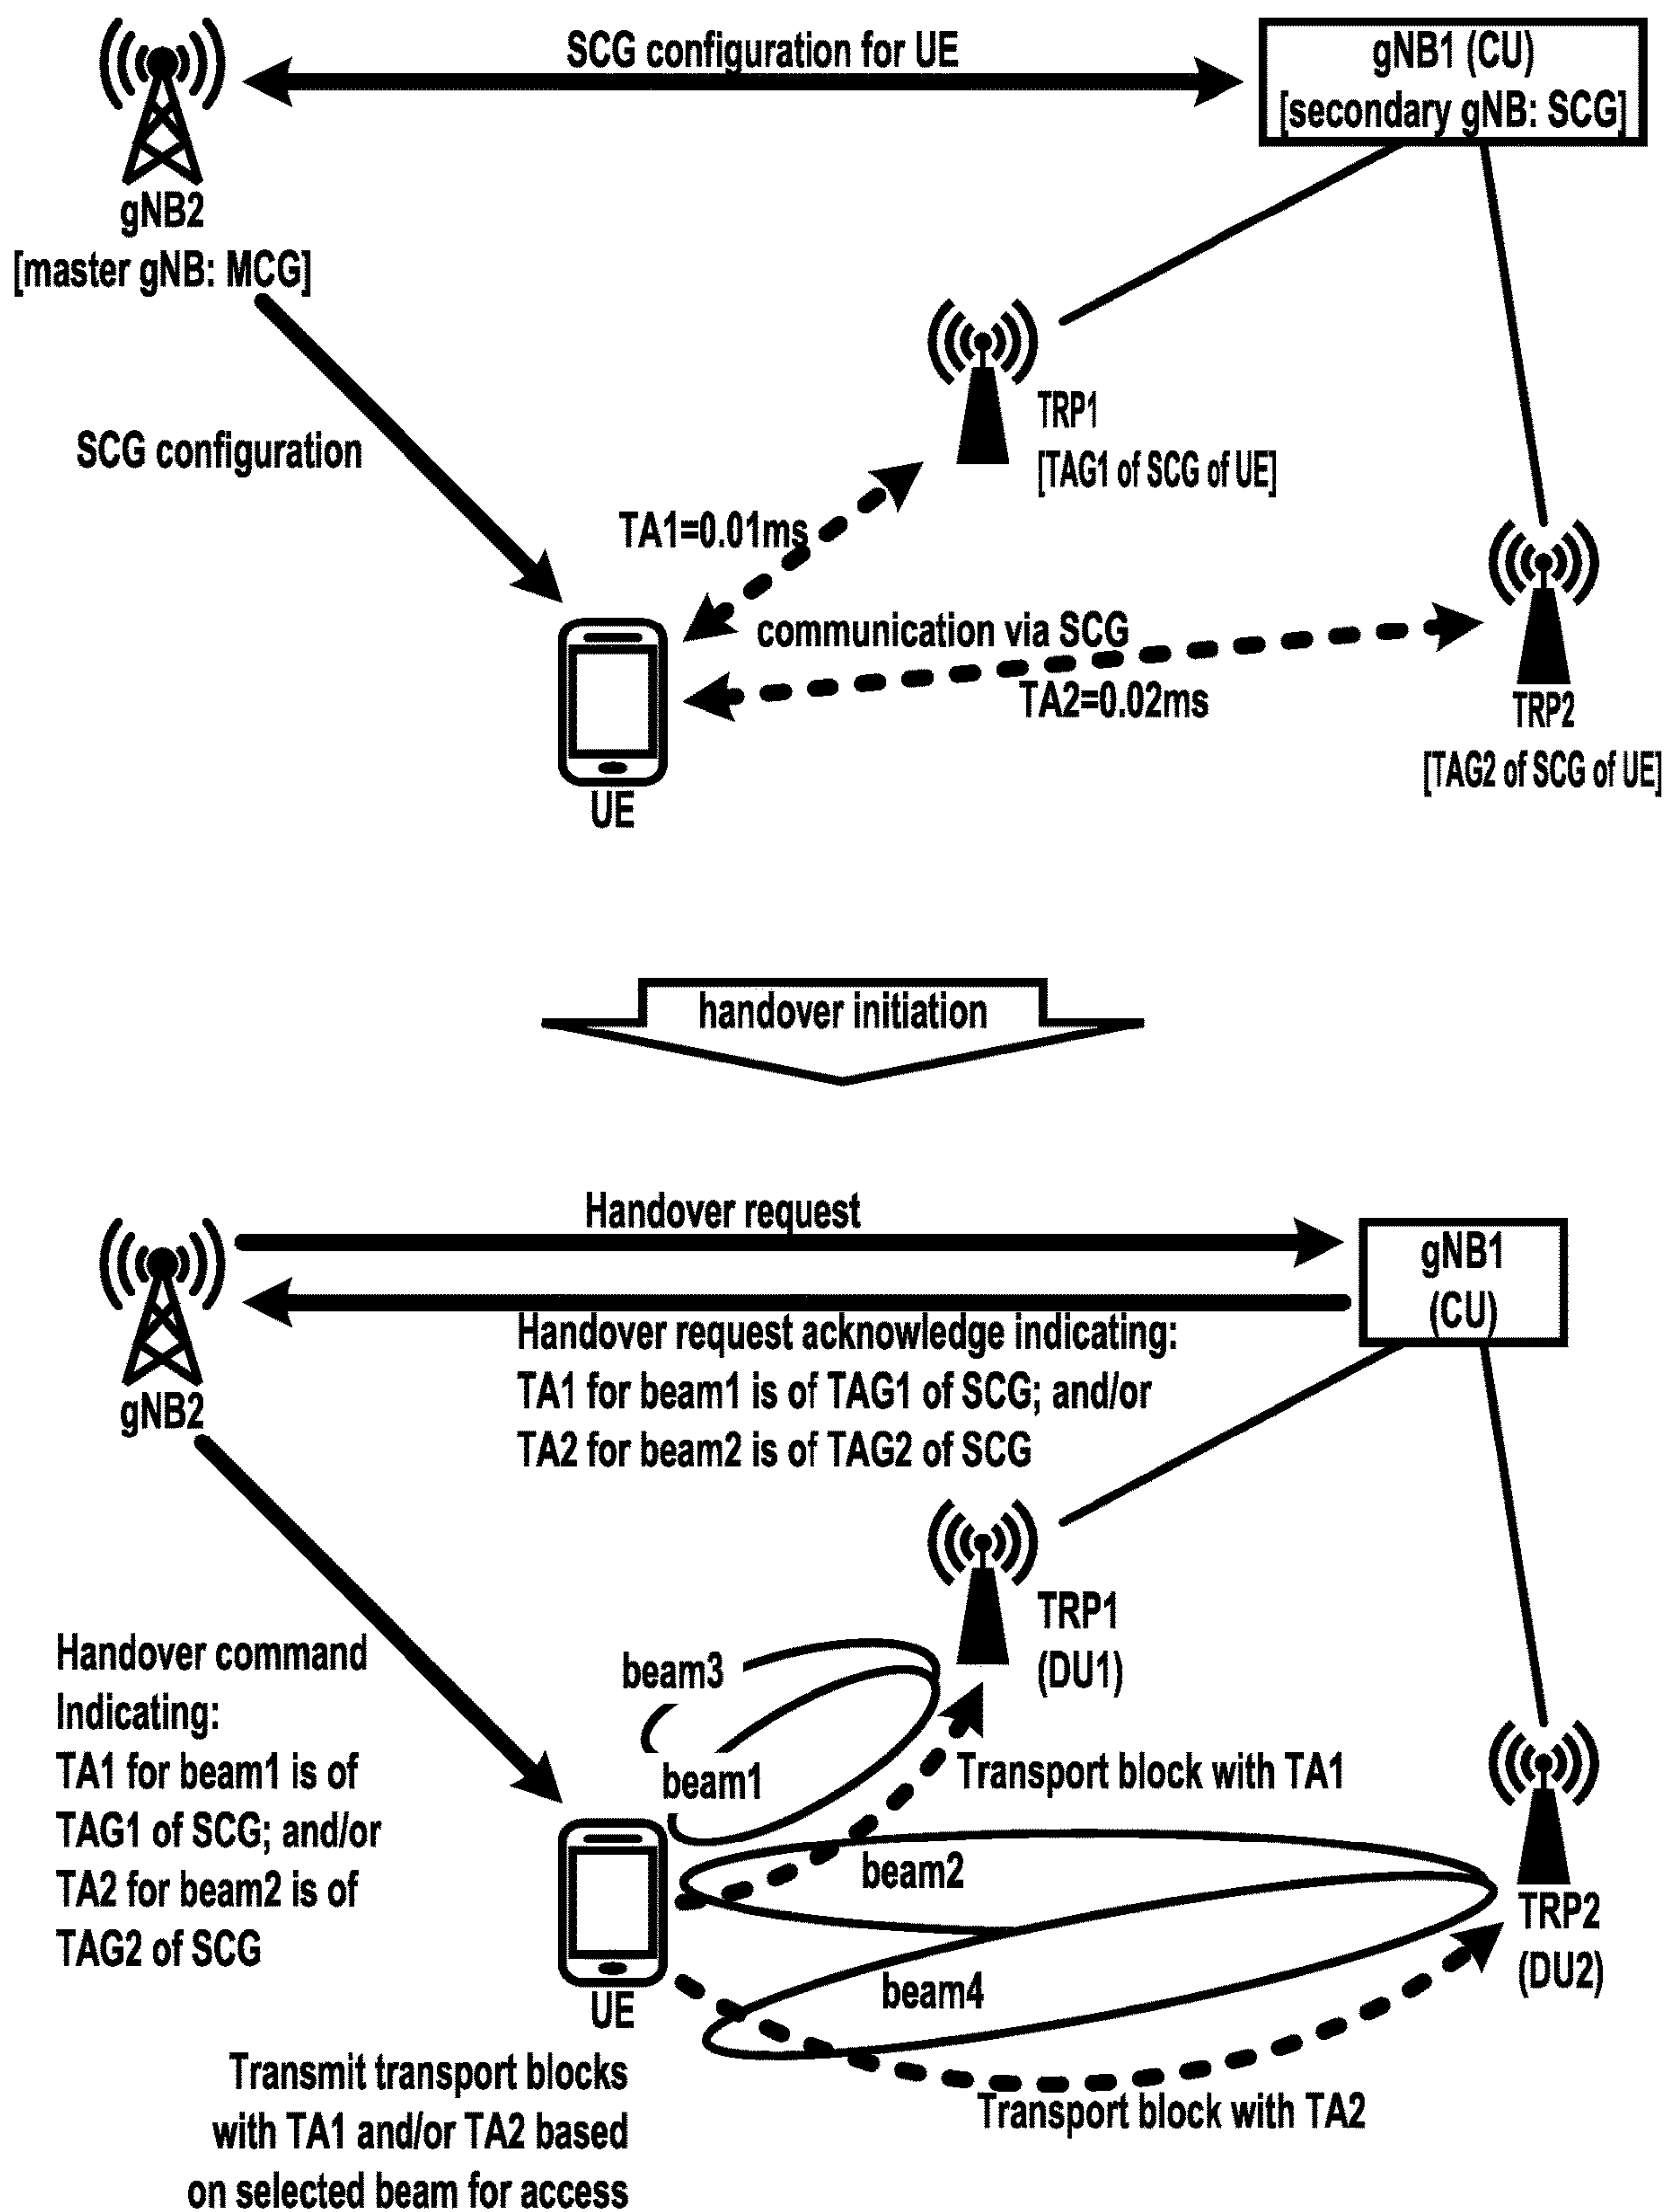 SCG configuration for UE
gNB1 (CU)
[secondary gNB: SCG]
gNB2
[master gNB: MCG]
SCG configuration
TRP1
[TAG1 of SCG of UE]
TA1=0.01ms
communication via SCG
TA2=0.02ms
TRP2
[TAG2 of SCG of UE]
UE
handover initiation
Handover request
gNB1
(CU)
Handover request acknowledge indicating:
TA1 for beam1 is of TAG1 of SCG; and/or
TA2 for beam2 is of TAG2 of SCG
gNB2
TRP1
(DU1)
Handover command
Indicating:
TA1 for beam1 is of
TAG1 of SCG; and/or
TA2 for beam2 is of
TAG2 of SCG
beam3
beam1
Transport block with TA1
beam2
beam4
TRP2
(DU2)
UE
Transport block with TA2
Transmit transport blocks
with TA1 and/or TA2 based
on selected beam for access